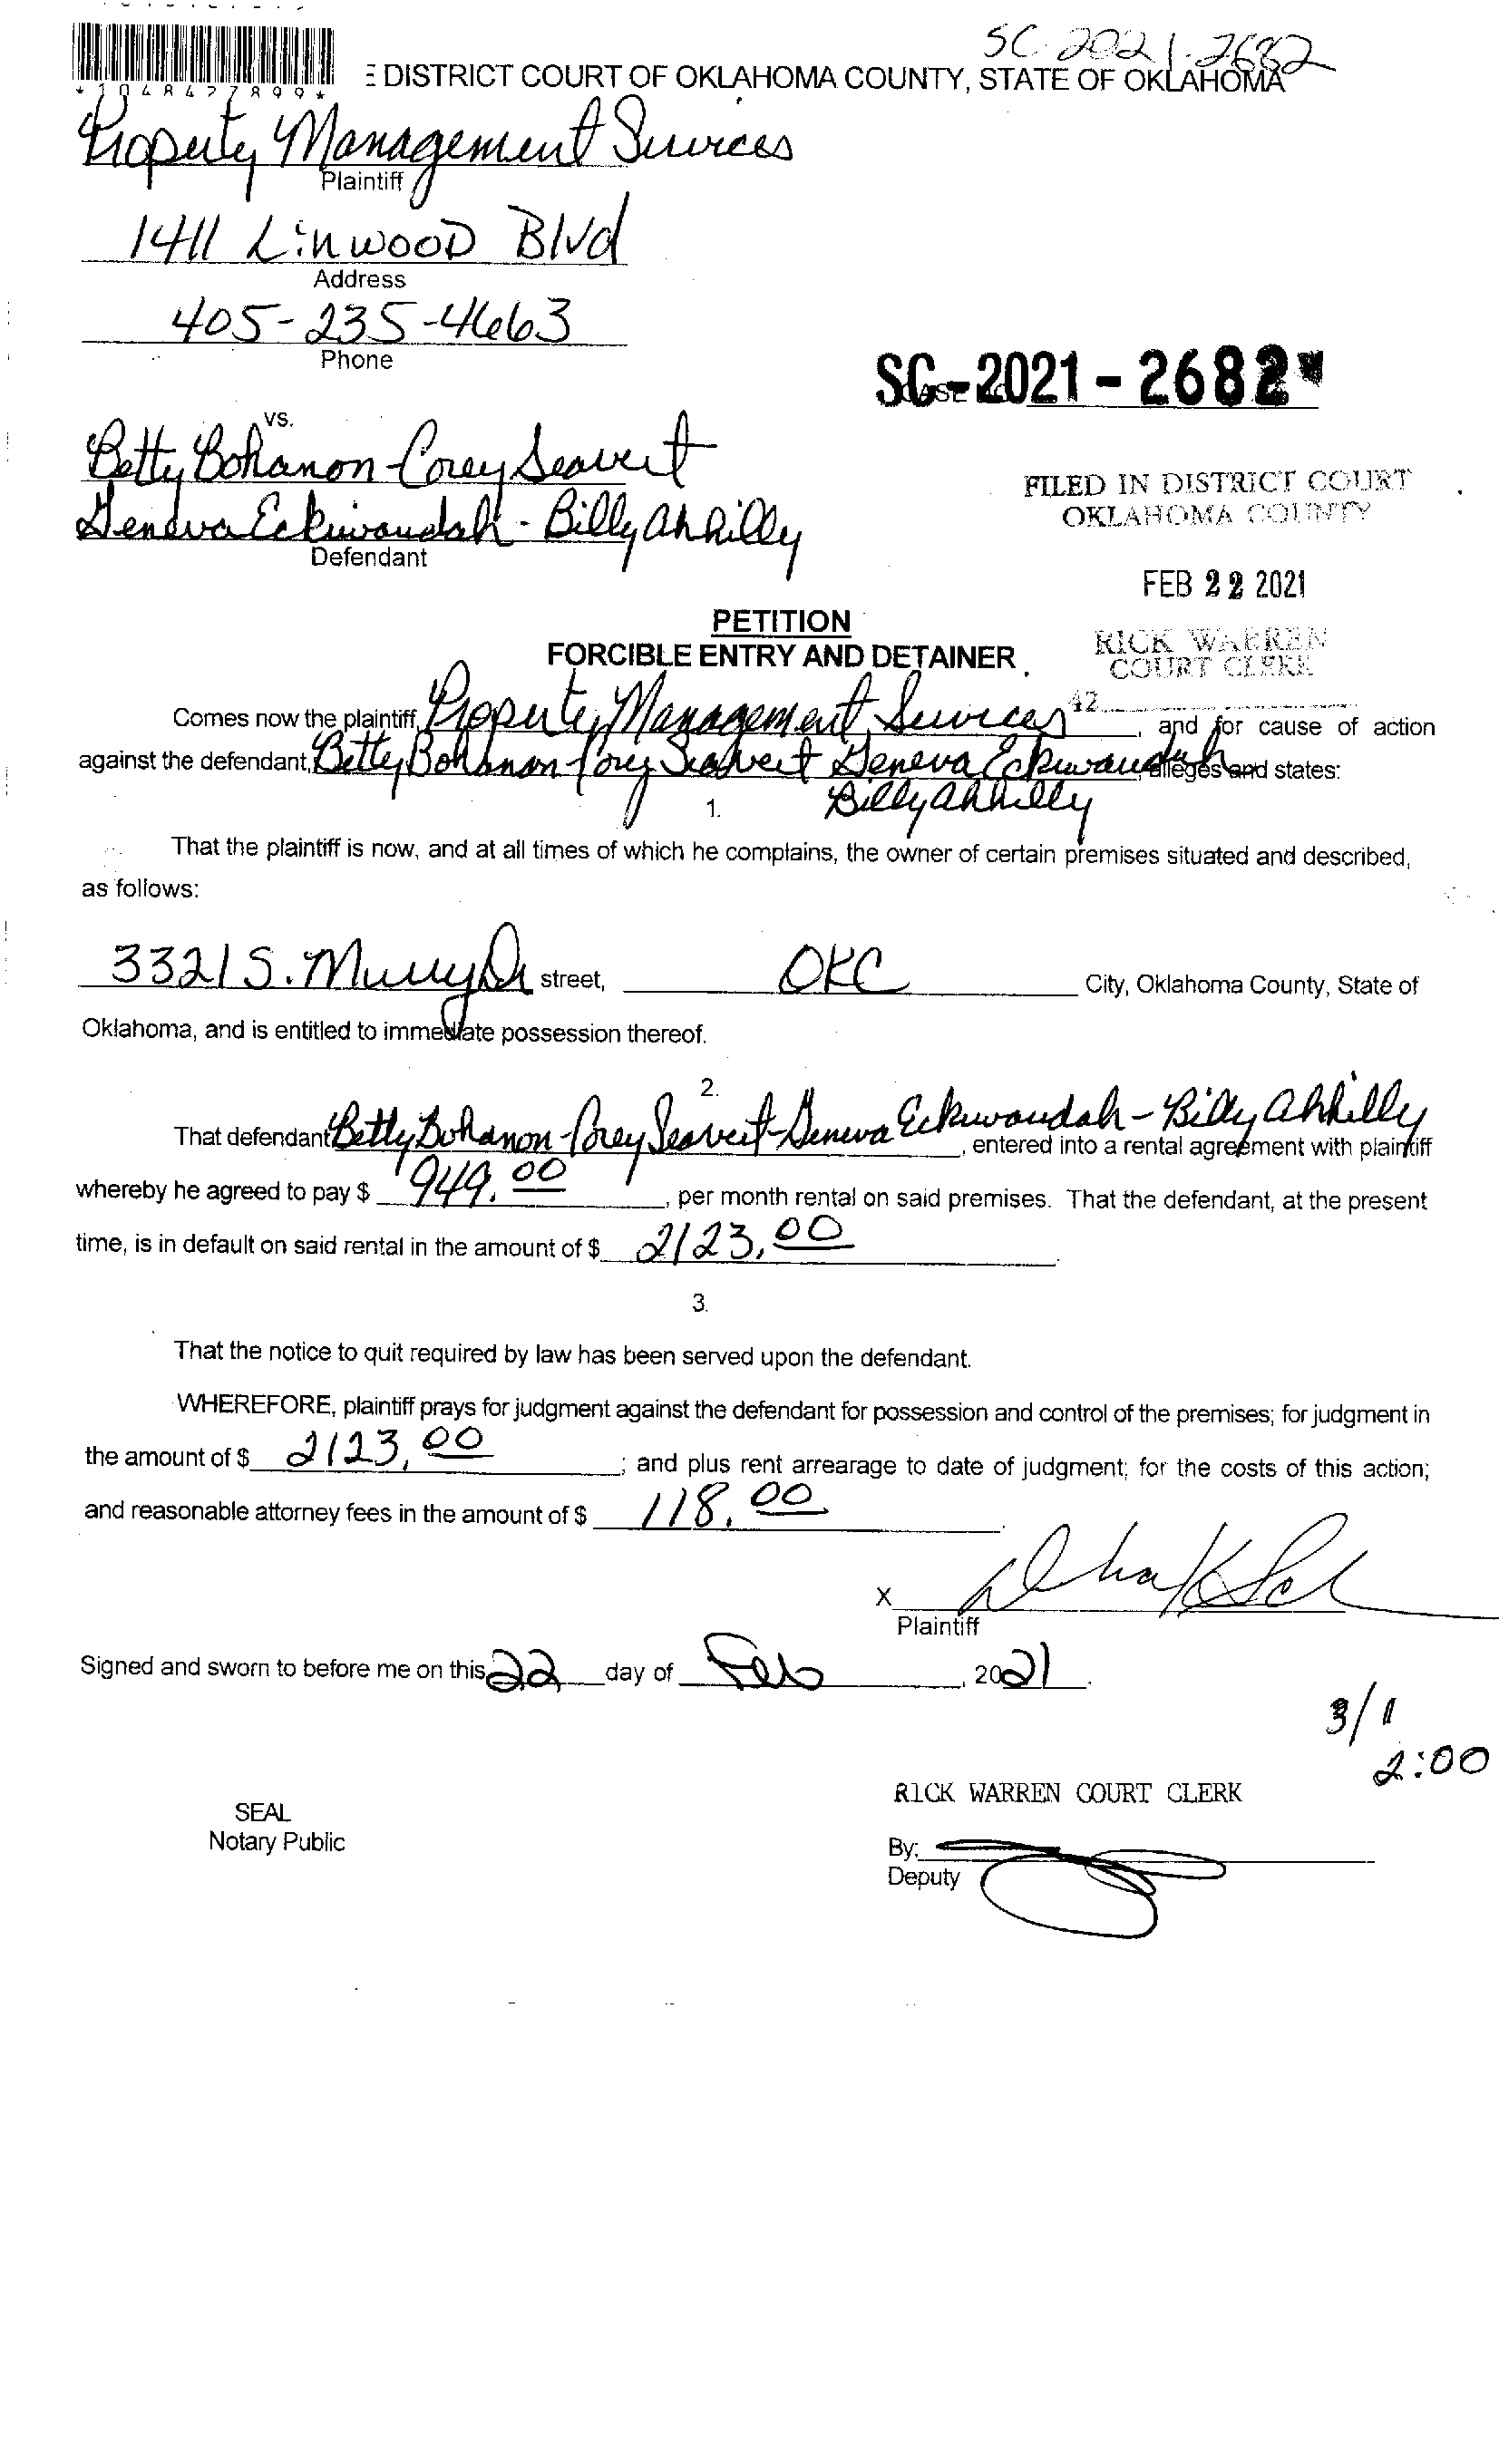 SC-2021-2682
DISTRICT COURT OF OKLAHOMA COUNTY, STATE OF OKLAHOMA
Property Management Services
Plaintiff
1411 Linwood Blvd
Address
405-235-4663
Phone
SC-2021-2682
vs.
Betty Bohanon-Corey Seavert
Geneva Eckiwaudah-Billy Ahhilly
Defendant
FILED IN DISTRICT COURT
OKLAHOMA COUNTY
FEB 22 2021
RICK WARREN
COURT CLERK
42
PETITION
FORCIBLE ENTRY AND DETAINER
Comes now the plaintiff, Property Management Services, and for cause of action
against the defendant, Betty Bohanon-Corey Seavert Geneva Eckiwaudah alleges and states:
Billy Ahhilly
1.
That the plaintiff is now, and at all times of which he complains, the owner of certain premises situated and described,
as follows:
3321 S. Murry Dr street, OKC City, Oklahoma County, State of
Oklahoma, and is entitled to immediate possession thereof.
2.
That defendant Betty Bohanon-Corey Seavert-Geneva Eckiwaudah-Billy Ahhilly, entered into a rental agreement with plaintiff
whereby he agreed to pay $ 949.00, per month rental on said premises. That the defendant, at the present
time, is in default on said rental in the amount of $ 2123.00.
3.
That the notice to quit required by law has been served upon the defendant.
WHEREFORE, plaintiff prays for judgment against the defendant for possession and control of the premises; for judgment in
the amount of $ 2123.00; and plus rent arrearage to date of judgment; for the costs of this action;
and reasonable attorney fees in the amount of $ 118.00.
X
Plaintiff
Signed and sworn to before me on this 22 day of Feb, 2021.
3/1
2:00
RICK WARREN COURT CLERK
SEAL
Notary Public
By:
Deputy